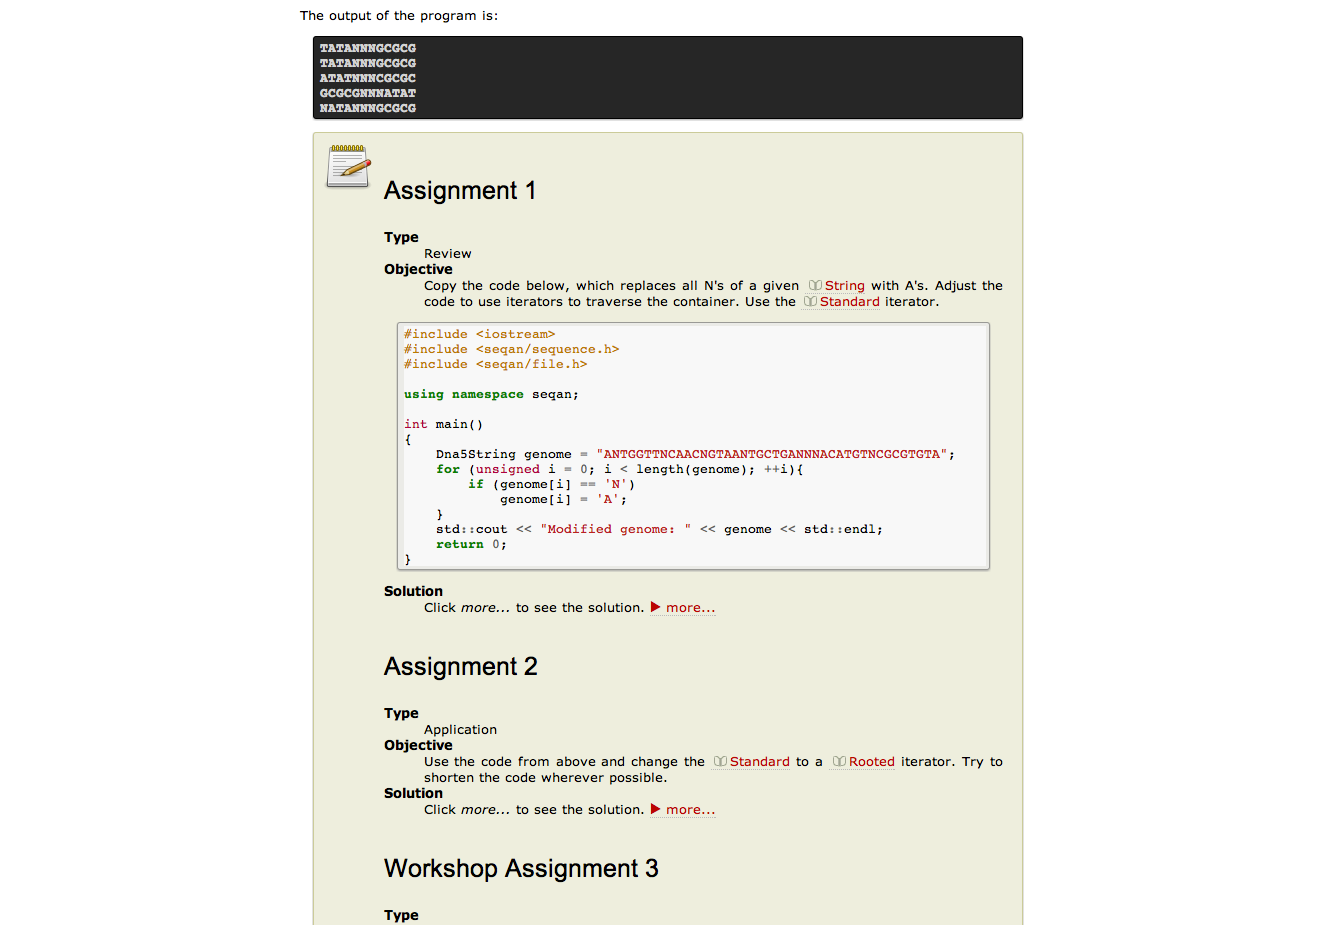 The output of the program is:
TATANNNGCGCG
TATANNNGCGCG
ATATNNNCGCGC
GCGCGNNNATAT
NATANNNGCGCG
Assignment 1
Type
Review
Objective
Copy the code below, which replaces all N's of a given String with A's. Adjust the
code to use iterators to traverse the container. Use the Standard iterator.
#include <iostream>
#include <seqan/sequence.h>
#include <seqan/file.h>
using namespace seqan;
int main()
{
Dna5String genome = "ANTGGTTNCAACNGTAANTGCTGANNNACATGTNCGCGTGTA";
for (unsigned i = 0; i < length(genome); ++i){
if (genome[i] == 'N')
genome[i] = 'A';
}
std::cout << "Modified genome: " << genome << std::endl;
return 0;
}
Solution
Click more... to see the solution. ▶ more...
Assignment 2
Type
Application
Objective
Use the code from above and change the Standard to a Rooted iterator. Try to
shorten the code wherever possible.
Solution
Click more... to see the solution. ▶ more...
Workshop Assignment 3
Type